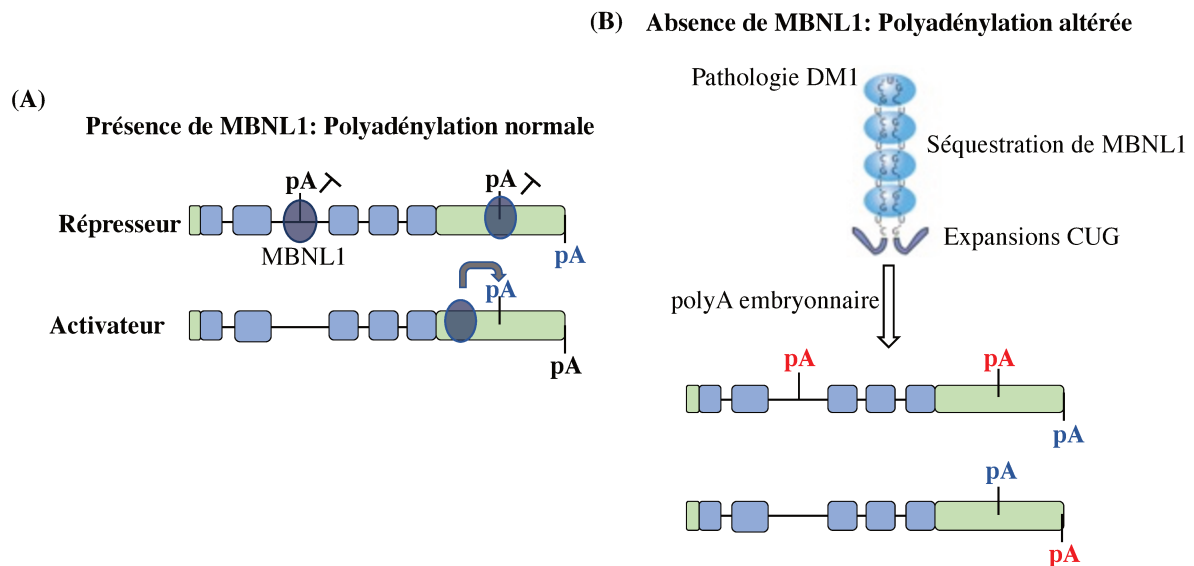 (A)
Présence de MBNL1: Polyadénylation normale
pA
pA
Répresseur
MBNL1
pA
pA
Activateur
pA
(B) Absence de MBNL1: Polyadénylation altérée
Pathologie DM1
Séquestration de MBNL1
Expansions CUG
polyA embryonnaire
pA
pA
pA
pA
pA